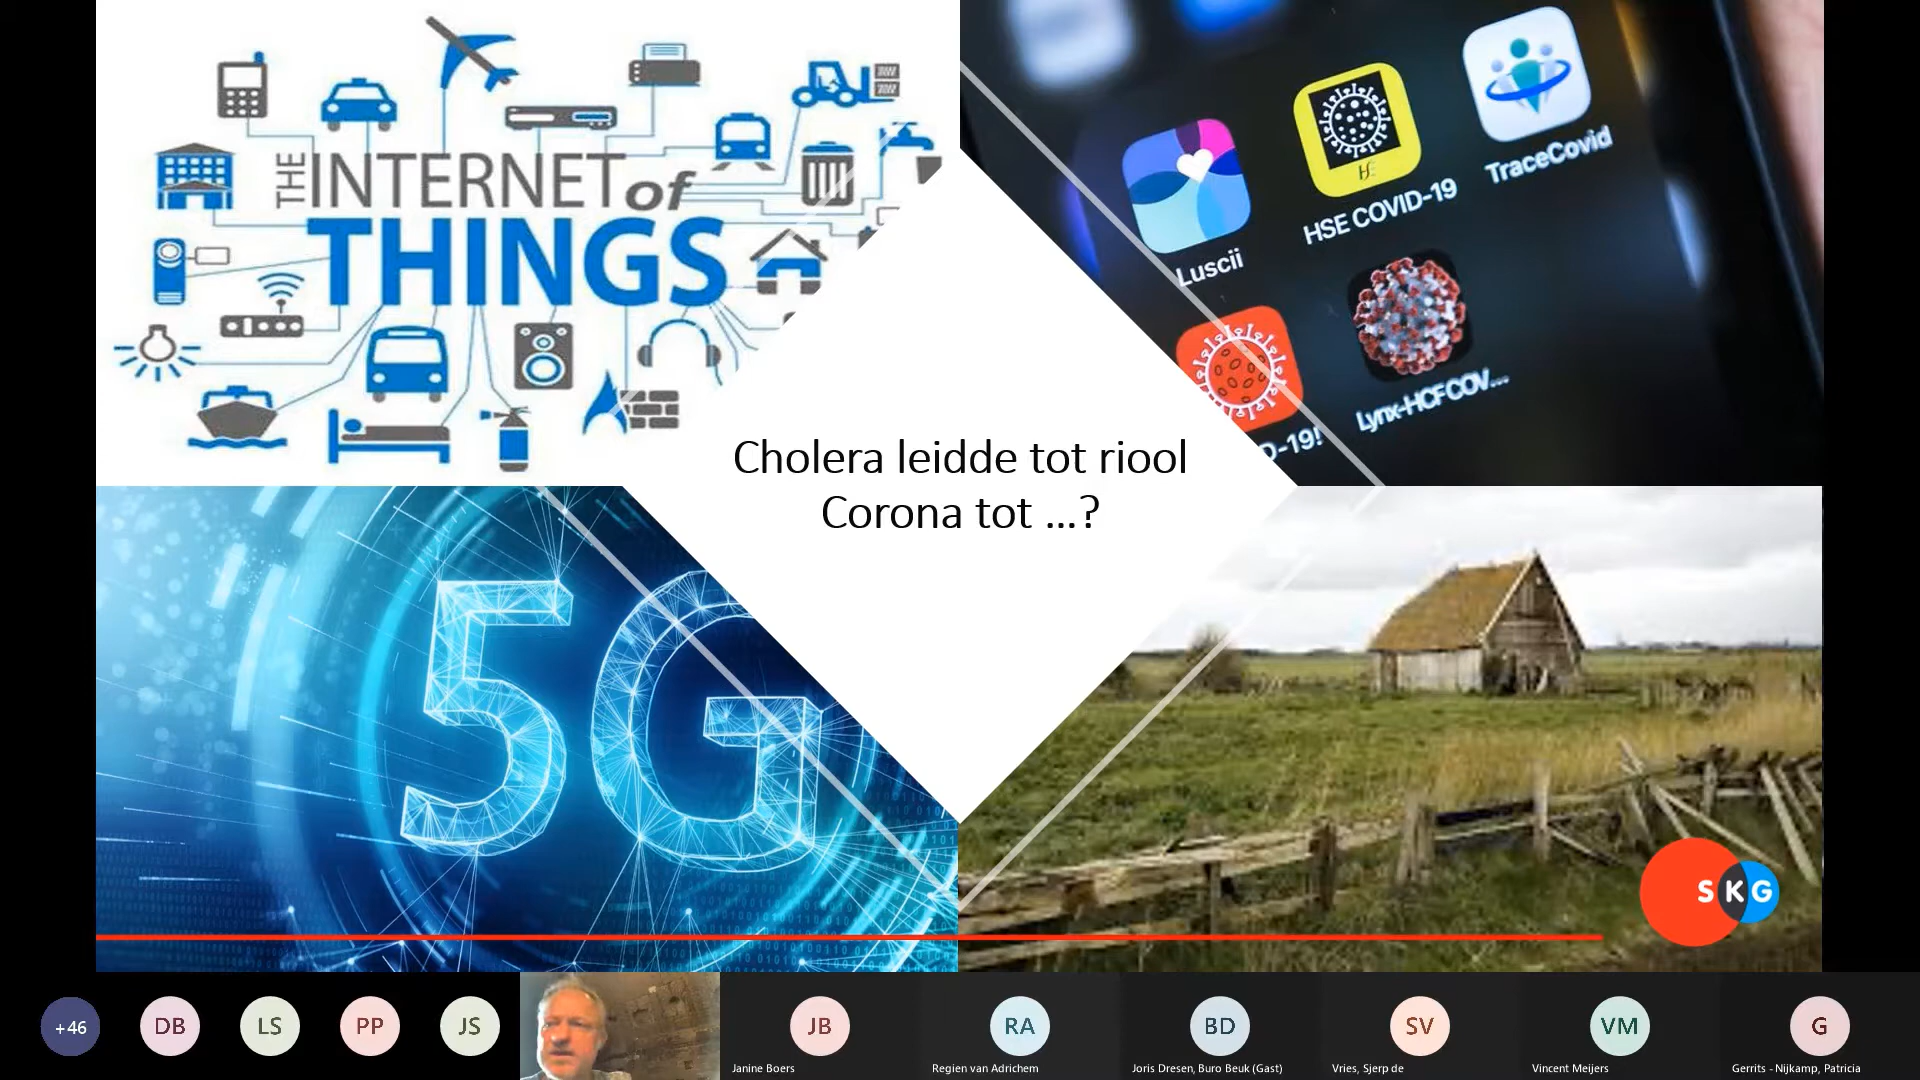 THE INTERNET of
THINGS
Luscii
HSE COVID-19
TraceCovid
D-19!
Lynx-HCFCOV...
Cholera leidde tot riool
Corona tot ...?
5G
SKG
+46
DB
LS
PP
JS
JB
Janine Boers
RA
Regien van Adrichem
BD
Joris Dresen, Buro Beuk (Gast)
SV
Vries, Sjerp de
VM
Vincent Meijers
G
Gerrits - Nijkamp, Patricia